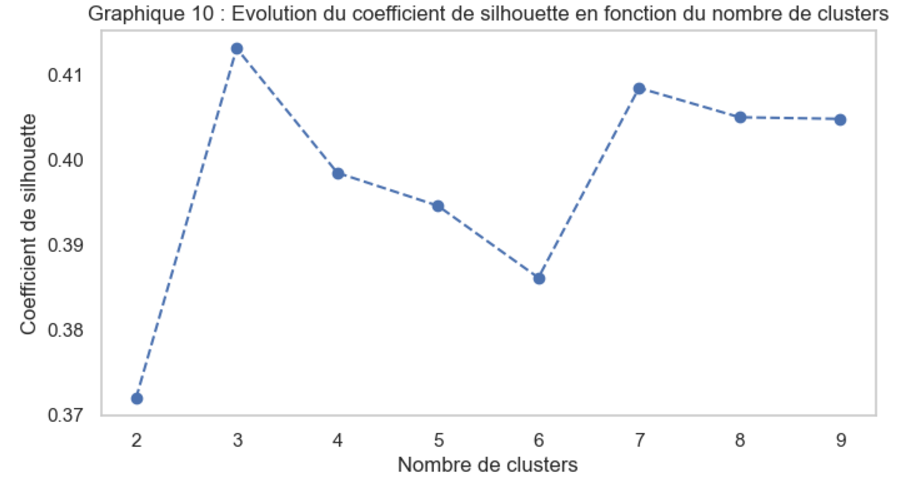 Graphique 10 : Evolution du coefficient de silhouette en fonction du nombre de clusters
Coefficient de silhouette
0.41
0.40
0.39
0.38
0.37
2 3 4 5 6 7 8 9
Nombre de clusters